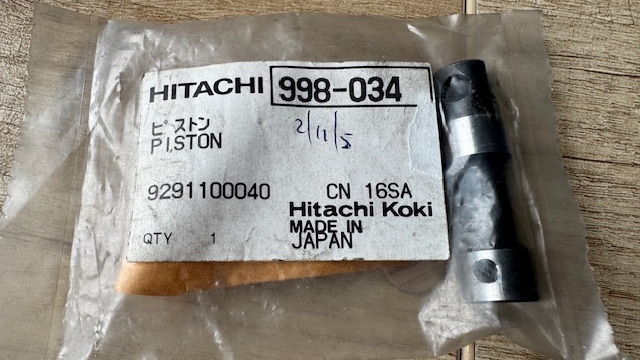 HITACHI 998-034
ピストン
PISTON
2/11/5
9291100040 CN 16SA
Hitachi Koki
MADE IN
QTY 1 JAPAN